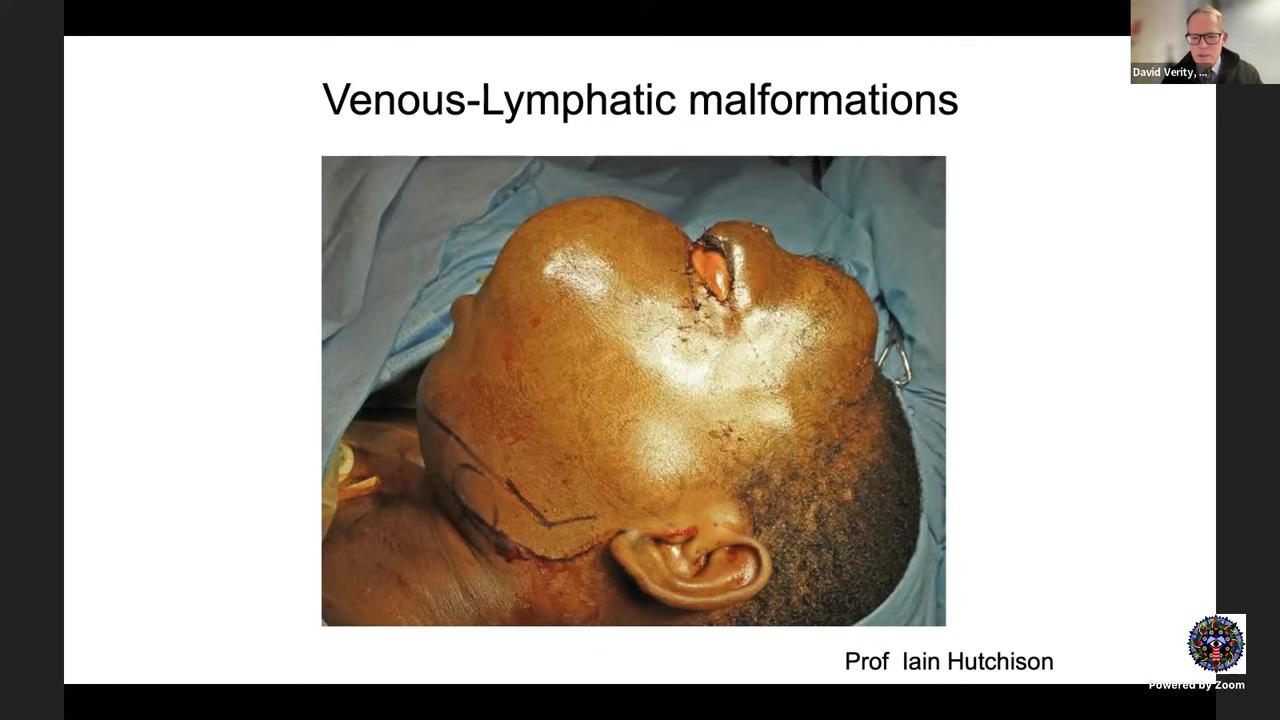 Venous-Lymphatic malformations
David Verity, ...
Prof Iain Hutchison
Powered by Zoom